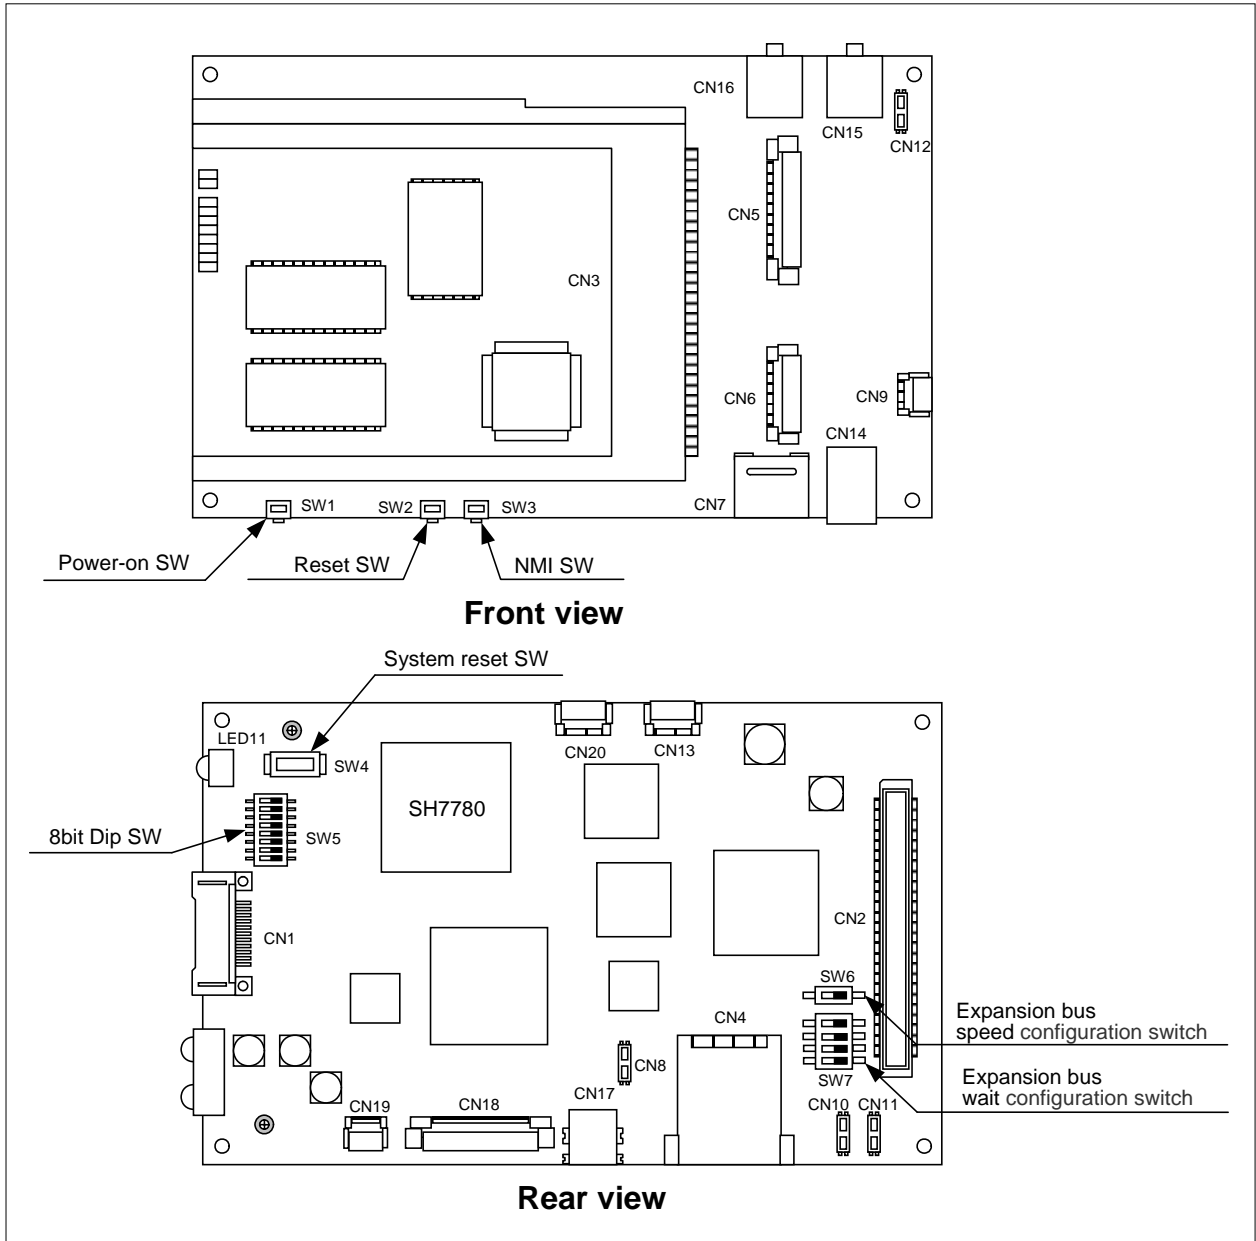 CN16
CN15
CN12
CN5
CN3
CN6
CN9
CN14
CN7
SW1
SW2
SW3
Power-on SW
Reset SW
NMI SW
Front view
System reset SW
LED11
SW4
CN20
CN13
SH7780
8bit Dip SW
SW5
CN2
CN1
SW6
Expansion bus
speed configuration switch
CN4
CN8
SW7
Expansion bus
wait configuration switch
CN19
CN18
CN17
CN10
CN11
Rear view